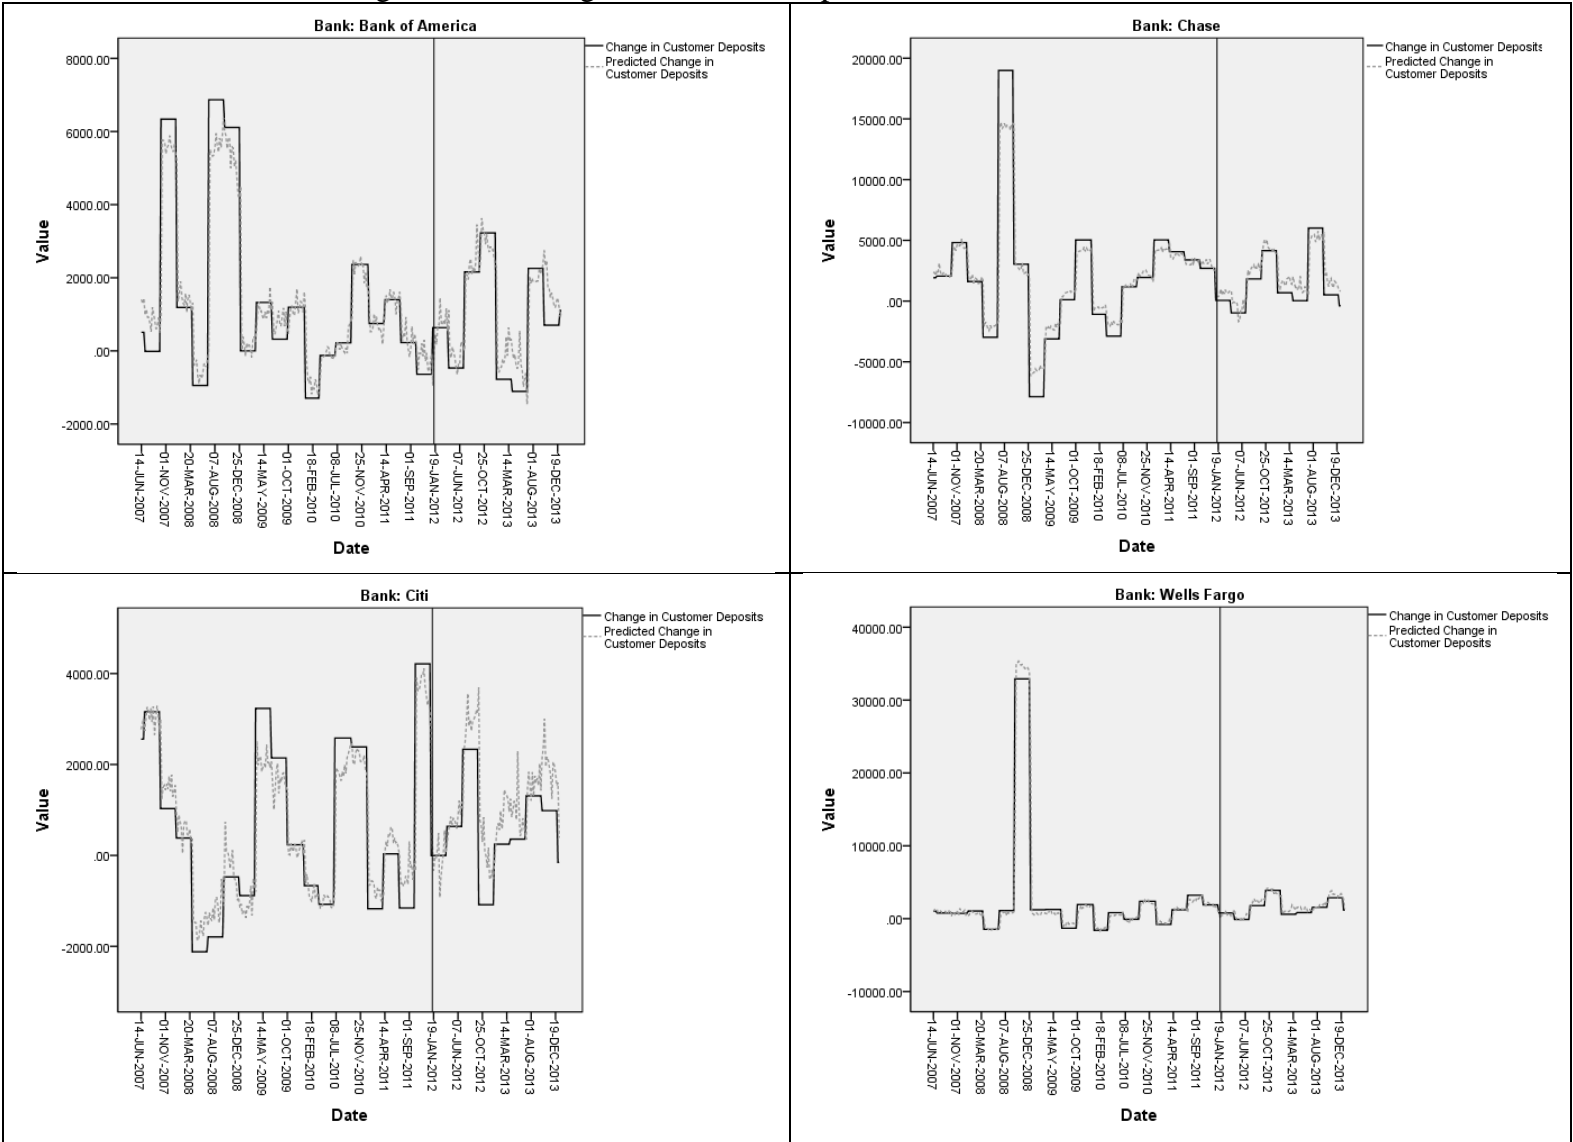 Bank: Bank of America
8000.00
6000.00
4000.00
2000.00
.00
-2000.00
Value
14-JUN-2007
01-NOV-2007
20-MAR-2008
07-AUG-2008
25-DEC-2008
14-MAY-2009
01-OCT-2009
18-FEB-2010
08-JUL-2010
25-NOV-2010
14-APR-2011
01-SEP-2011
19-JAN-2012
07-JUN-2012
25-OCT-2012
14-MAR-2013
01-AUG-2013
19-DEC-2013
Date
Change in Customer Deposits
Predicted Change in
Customer Deposits
Bank: Chase
20000.00
15000.00
10000.00
5000.00
.00
-5000.00
-10000.00
Value
14-JUN-2007
01-NOV-2007
20-MAR-2008
07-AUG-2008
25-DEC-2008
14-MAY-2009
01-OCT-2009
18-FEB-2010
08-JUL-2010
25-NOV-2010
14-APR-2011
01-SEP-2011
19-JAN-2012
07-JUN-2012
25-OCT-2012
14-MAR-2013
01-AUG-2013
19-DEC-2013
Date
Change in Customer Deposits
Predicted Change in
Customer Deposits
Bank: Citi
4000.00
2000.00
.00
-2000.00
Value
14-JUN-2007
01-NOV-2007
20-MAR-2008
07-AUG-2008
25-DEC-2008
14-MAY-2009
01-OCT-2009
18-FEB-2010
08-JUL-2010
25-NOV-2010
14-APR-2011
01-SEP-2011
19-JAN-2012
07-JUN-2012
25-OCT-2012
14-MAR-2013
01-AUG-2013
19-DEC-2013
Date
Change in Customer Deposits
Predicted Change in
Customer Deposits
Bank: Wells Fargo
40000.00
30000.00
20000.00
10000.00
.00
-10000.00
Value
14-JUN-2007
01-NOV-2007
20-MAR-2008
07-AUG-2008
25-DEC-2008
14-MAY-2009
01-OCT-2009
18-FEB-2010
08-JUL-2010
25-NOV-2010
14-APR-2011
01-SEP-2011
19-JAN-2012
07-JUN-2012
25-OCT-2012
14-MAR-2013
01-AUG-2013
19-DEC-2013
Date
Change in Customer Deposits
Predicted Change in
Customer Deposits